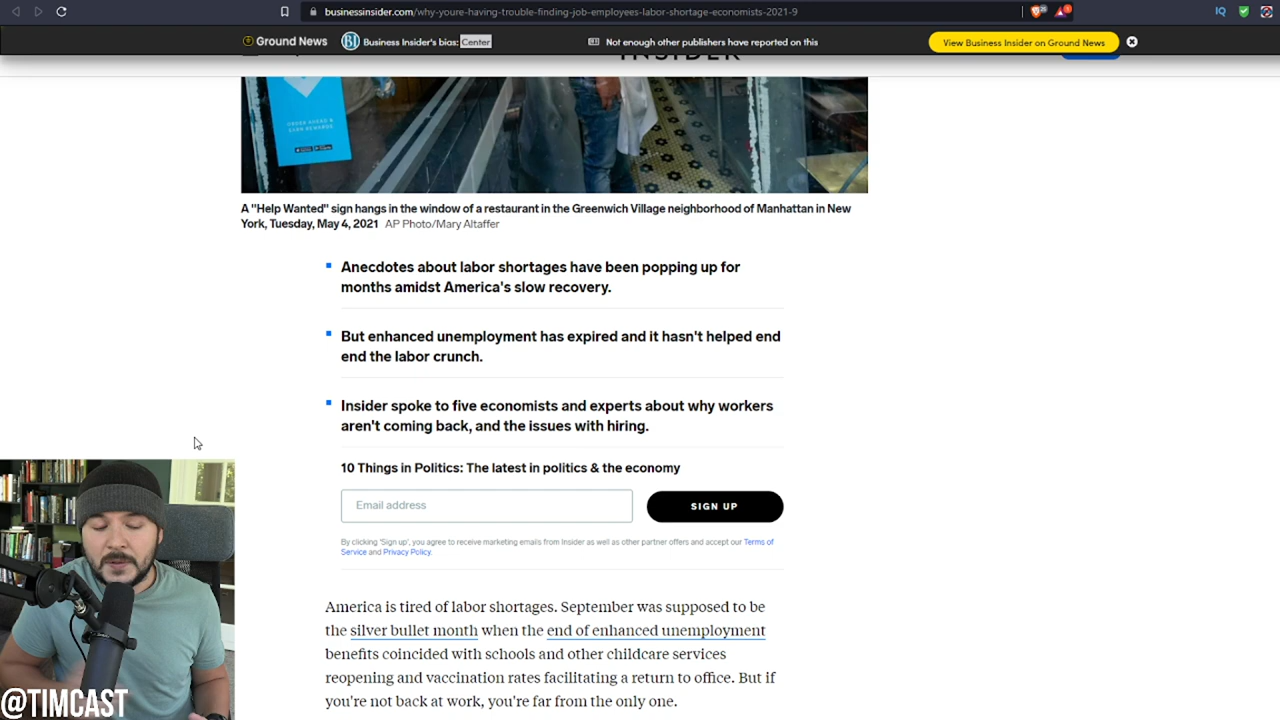 businessinsider.com/why-youre-having-trouble-finding-job-employees-labor-shortage-economists-2021-9
IQ
Ground News
BI Business Insider's bias: Center
Not enough other publishers have reported on this
View Business Insider on Ground News
INSIDER
ORDER AHEAD &
EARN REWARDS
A "Help Wanted" sign hangs in the window of a restaurant in the Greenwich Village neighborhood of Manhattan in New
York, Tuesday, May 4, 2021 AP Photo/Mary Altaffer
Anecdotes about labor shortages have been popping up for
months amidst America's slow recovery.
But enhanced unemployment has expired and it hasn't helped end
end the labor crunch.
Insider spoke to five economists and experts about why workers
aren't coming back, and the issues with hiring.
10 Things in Politics: The latest in politics & the economy
Email address
SIGN UP
By clicking 'Sign up', you agree to receive marketing emails from Insider as well as other partner offers and accept our Terms of
Service and Privacy Policy.
America is tired of labor shortages. September was supposed to be
the silver bullet month when the end of enhanced unemployment
benefits coincided with schools and other childcare services
reopening and vaccination rates facilitating a return to office. But if
you're not back at work, you're far from the only one.
@TIMCAST